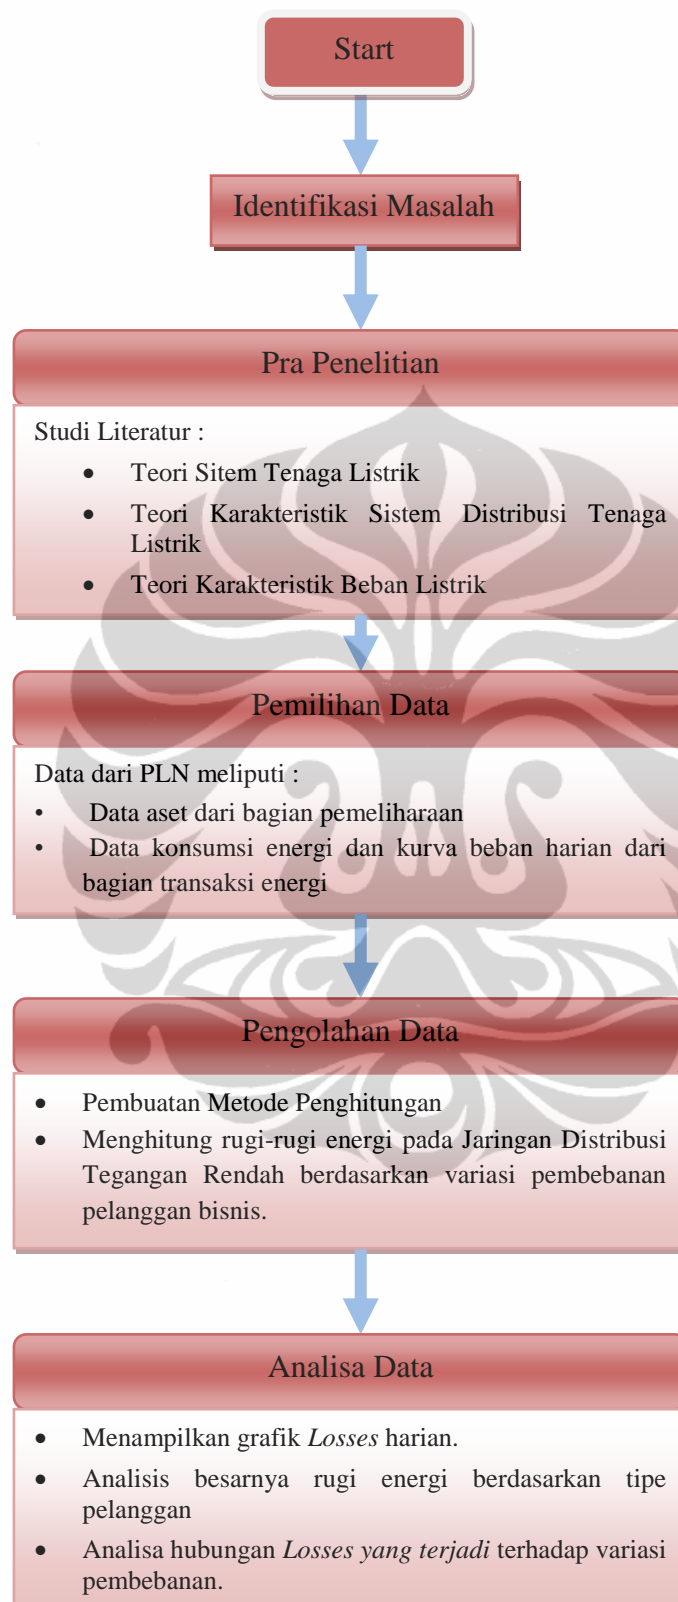 Start
Identifikasi Masalah
Pra Penelitian
Studi Literatur :
• Teori Sitem Tenaga Listrik
• Teori Karakteristik Sistem Distribusi Tenaga
Listrik
• Teori Karakteristik Beban Listrik
Pemilihan Data
Data dari PLN meliputi :
• Data aset dari bagian pemeliharaan
• Data konsumsi energi dan kurva beban harian dari
bagian transaksi energi
Pengolahan Data
• Pembuatan Metode Penghitungan
• Menghitung rugi-rugi energi pada Jaringan Distribusi
Tegangan Rendah berdasarkan variasi pembebanan
pelanggan bisnis.
Analisa Data
• Menampilkan grafik Losses harian.
• Analisis besarnya rugi energi berdasarkan tipe
pelanggan
• Analisa hubungan Losses yang terjadi terhadap variasi
pembebanan.